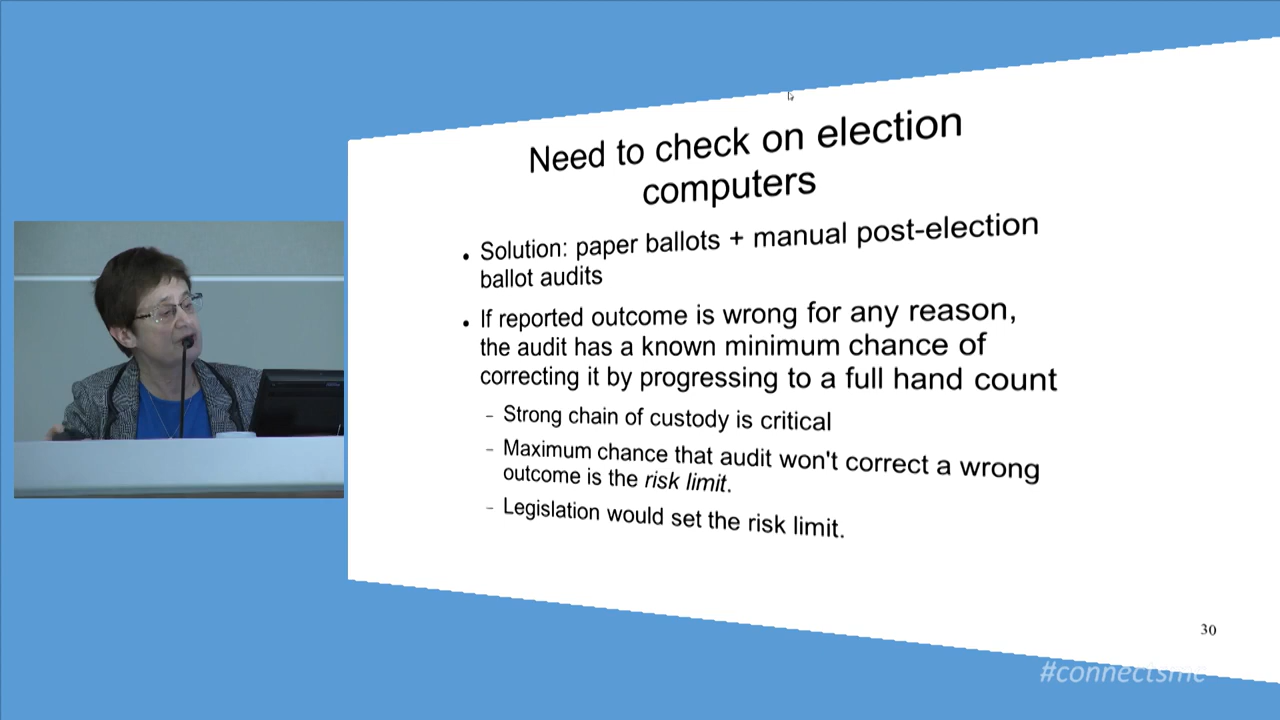 Need to check on election
computers
• Solution: paper ballots + manual post-election
ballot audits
• If reported outcome is wrong for any reason,
the audit has a known minimum chance of
correcting it by progressing to a full hand count
- Strong chain of custody is critical
- Maximum chance that audit won't correct a wrong
outcome is the risk limit.
- Legislation would set the risk limit.
30
#connectsmc